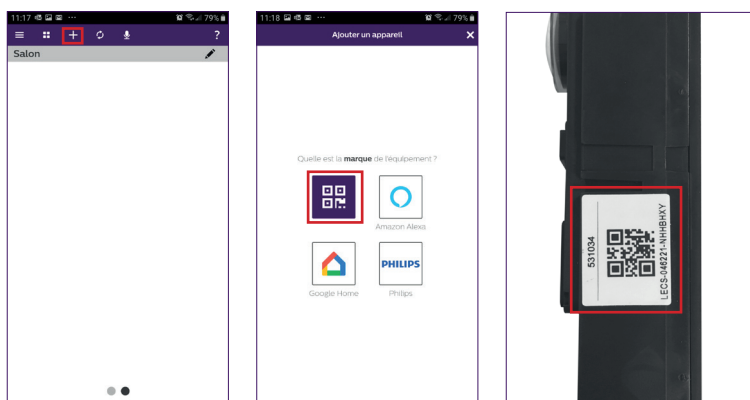 11:17 79%
?
Salon
11:18 79%
Ajouter un appareil
Quelle est la marque de l'équipement ?
Amazon Alexa
PHILIPS
Google Home
Philips
531034
LECS-046221-NHHBHXY